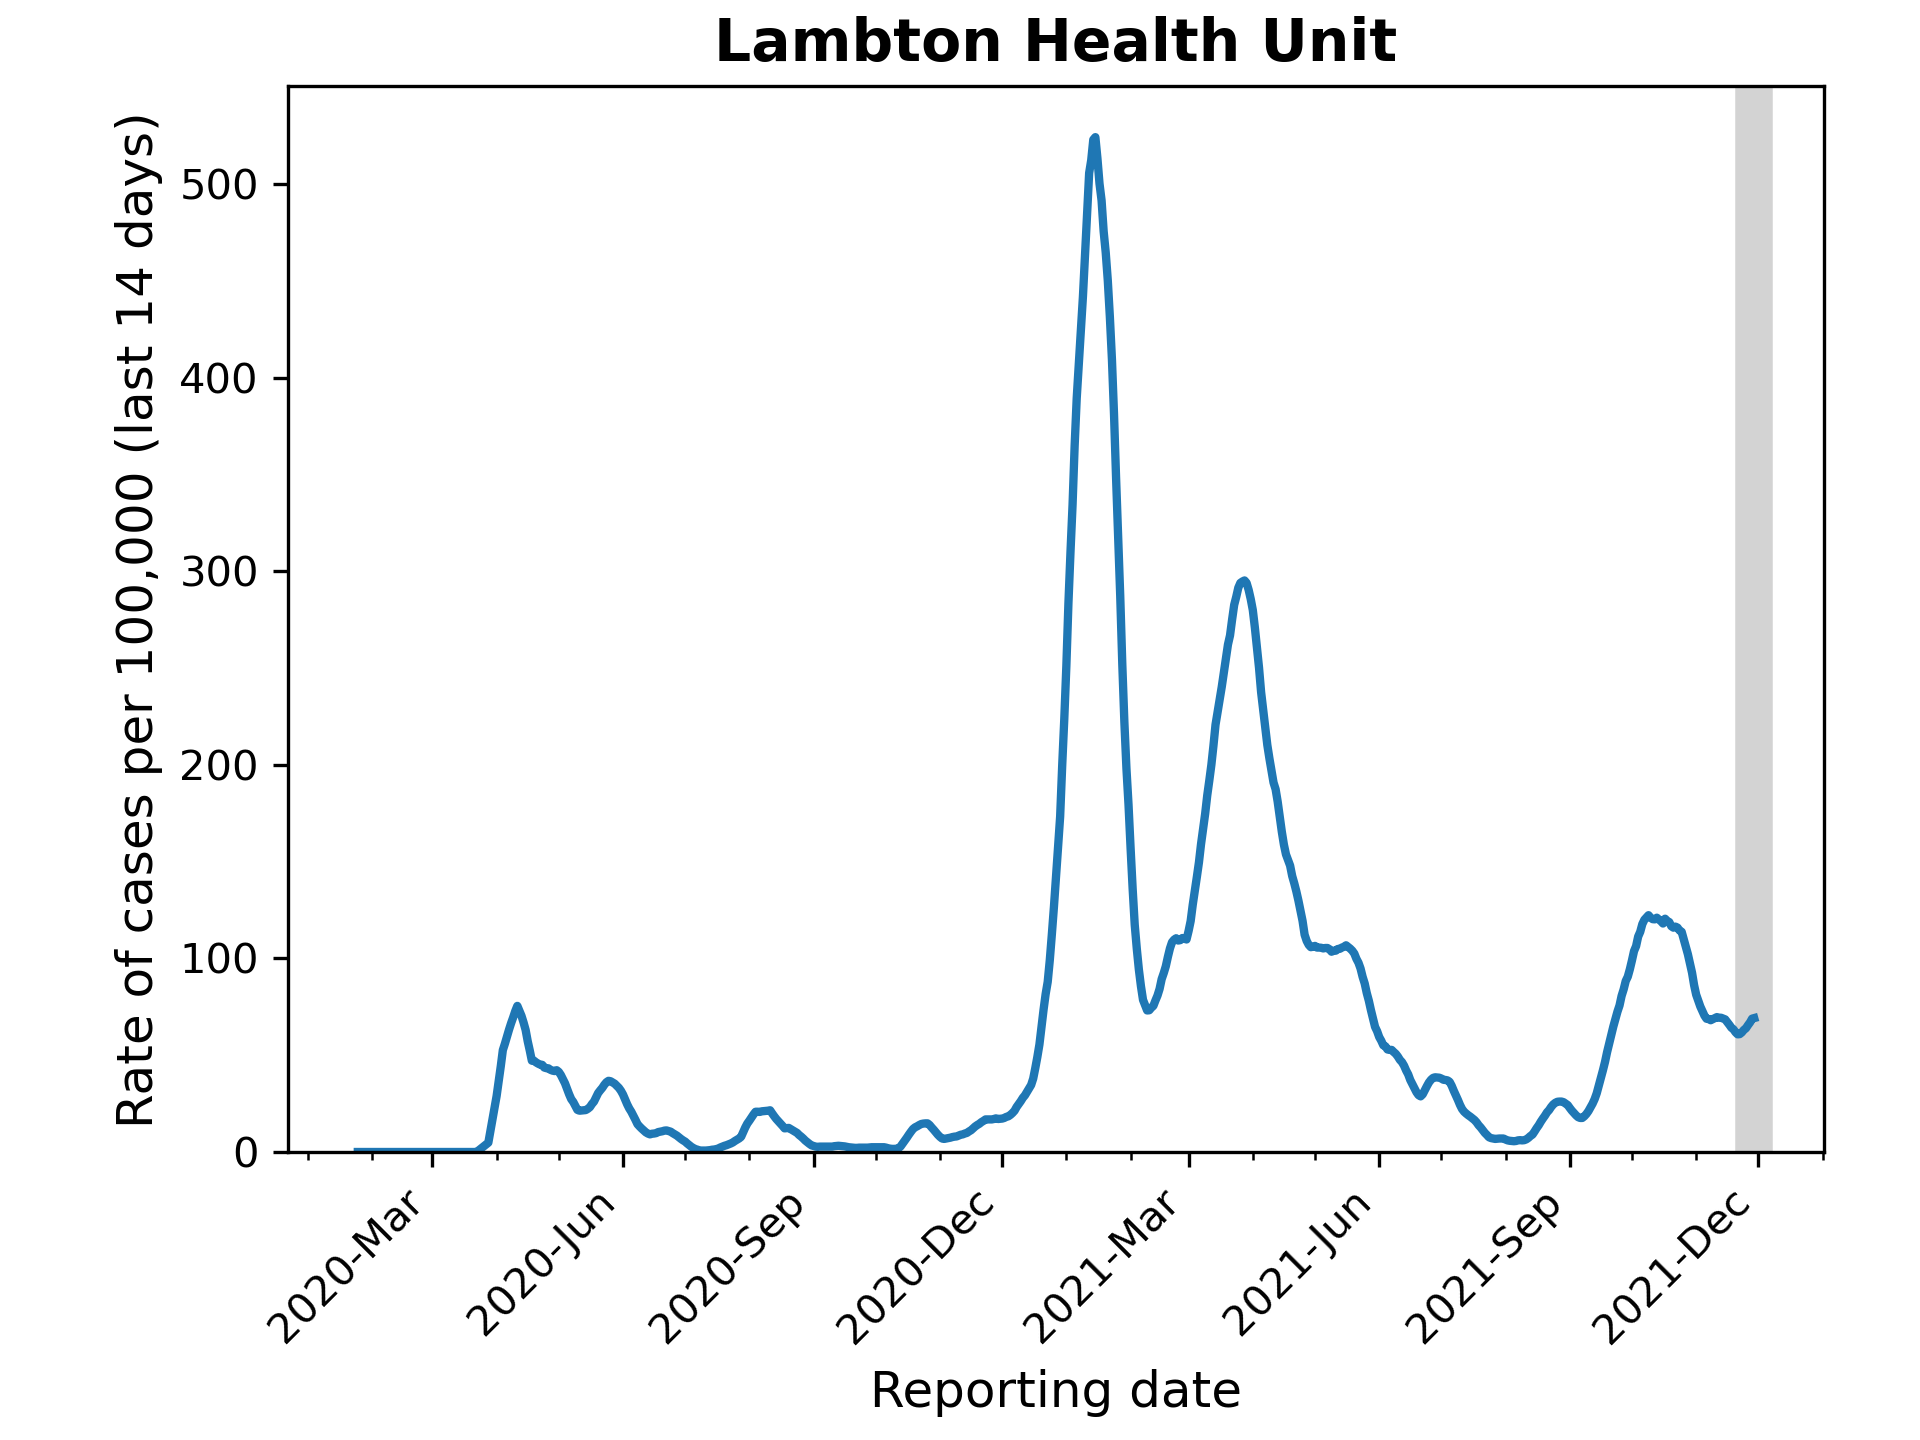 Lambton Health Unit
Rate of cases per 100,000 (last 14 days)
500
400
300
200
100
0
2020-Mar
2020-Jun
2020-Sep
2020-Dec
2021-Mar
2021-Jun
2021-Sep
2021-Dec
Reporting date